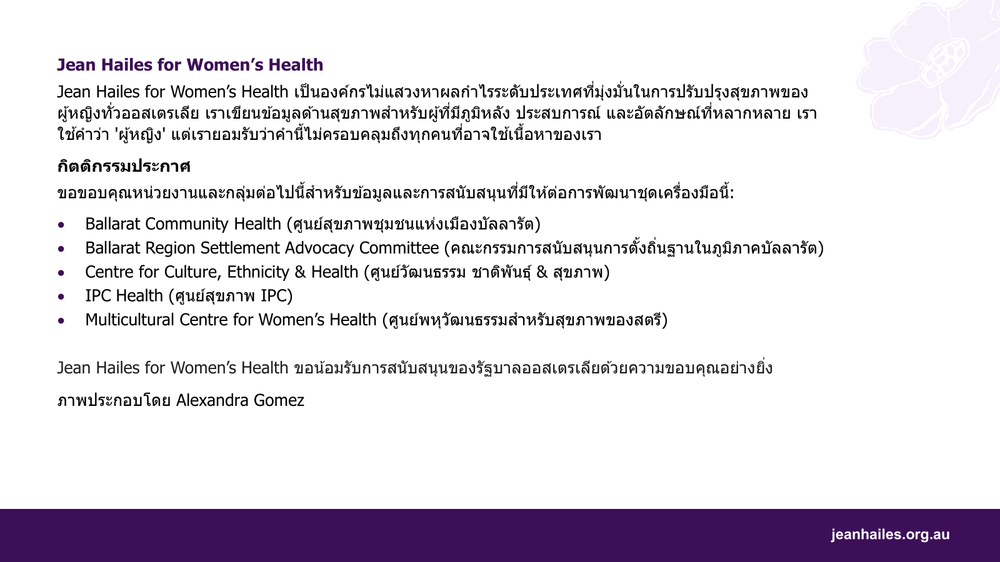 Jean Hailes for Women’s Health
Jean Hailes for Women’s Health เป็นองค์กรไม่แสวงหาผลกำไรระดับประเทศที่มุ่งมั่นในการปรับปรุงสุขภาพของ
ผู้หญิงทั่วออสเตรเลีย เราเขียนข้อมูลด้านสุขภาพสำหรับผู้ที่มีภูมิหลัง ประสบการณ์ และอัตลักษณ์ที่หลากหลาย เรา
ใช้คำว่า 'ผู้หญิง' แต่เรายอมรับว่าคำนี้ไม่ครอบคลุมถึงทุกคนที่อาจใช้เนื้อหาของเรา
กิตติกรรมประกาศ
ขอขอบคุณหน่วยงานและกลุ่มต่อไปนี้สำหรับข้อมูลและการสนับสนุนที่มีให้ต่อการพัฒนาชุดเครื่องมือนี้:
• Ballarat Community Health (ศูนย์สุขภาพชุมชนแห่งเมืองบัลลารัต)
• Ballarat Region Settlement Advocacy Committee (คณะกรรมการสนับสนุนการตั้งถิ่นฐานในภูมิภาคบัลลารัต)
• Centre for Culture, Ethnicity & Health (ศูนย์วัฒนธรรม ชาติพันธุ์ & สุขภาพ)
• IPC Health (ศูนย์สุขภาพ IPC)
• Multicultural Centre for Women’s Health (ศูนย์พหุวัฒนธรรมสำหรับสุขภาพของสตรี)
Jean Hailes for Women’s Health ขอน้อมรับการสนับสนุนของรัฐบาลออสเตรเลียด้วยความขอบคุณอย่างยิ่ง
ภาพประกอบโดย Alexandra Gomez
jeanhailes.org.au